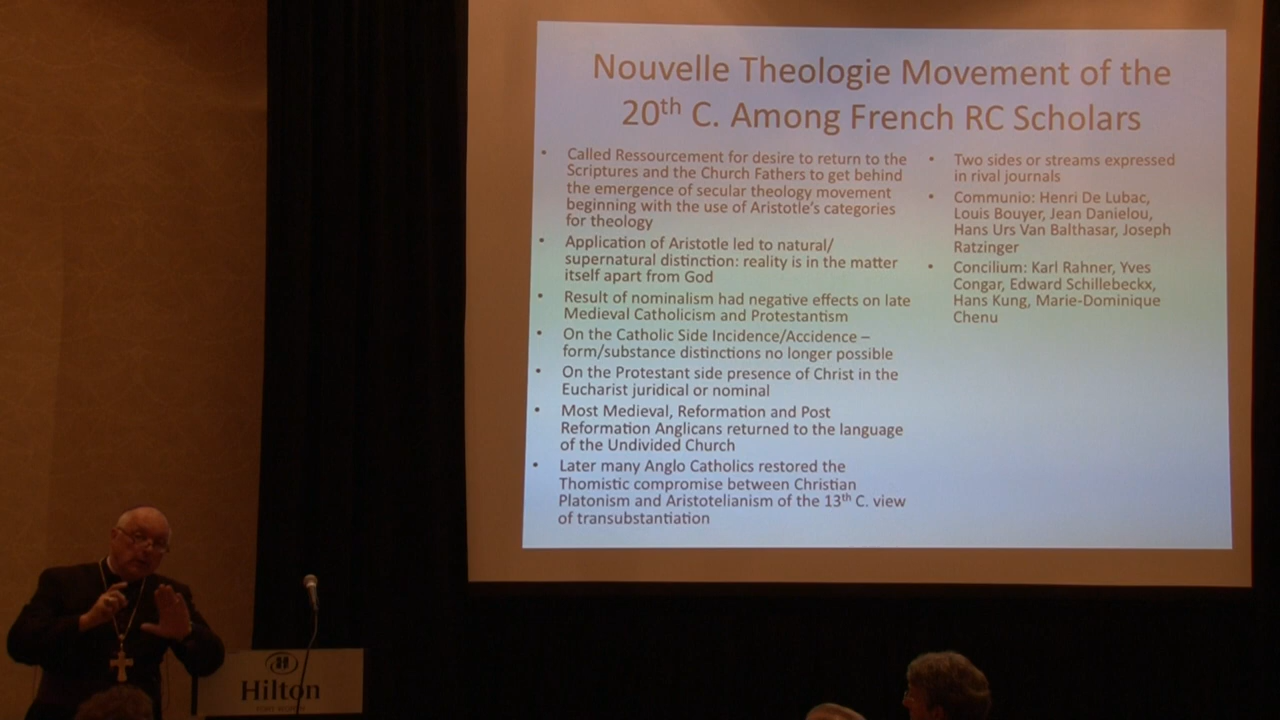 Nouvelle Theologie Movement of the
20th C. Among French RC Scholars
• Called Ressourcement for desire to return to the
Scriptures and the Church Fathers to get behind
the emergence of secular theology movement
beginning with the use of Aristotle's categories
for theology
• Application of Aristotle led to natural/
supernatural distinction: reality is in the matter
itself apart from God
• Result of nominalism had negative effects on late
Medieval Catholicism and Protestantism
• On the Catholic Side Incidence/Accidence –
form/substance distinctions no longer possible
• On the Protestant side presence of Christ in the
Eucharist juridical or nominal
• Most Medieval, Reformation and Post
Reformation Anglicans returned to the language
of the Undivided Church
• Later many Anglo Catholics restored the
Thomistic compromise between Christian
Platonism and Aristotelianism of the 13th C. view
of transubstantiation
• Two sides or streams expressed
in rival journals
• Communio: Henri De Lubac,
Louis Bouyer, Jean Danielou,
Hans Urs Van Balthasar, Joseph
Ratzinger
• Concilium: Karl Rahner, Yves
Congar, Edward Schillebeckx,
Hans Kung, Marie-Dominique
Chenu
H
Hilton
FORT WORTH